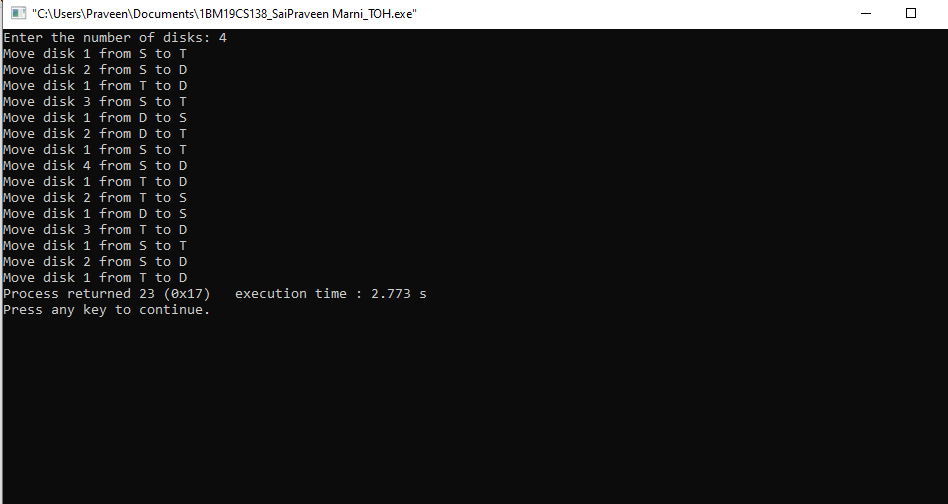 "C:\Users\Praveen\Documents\1BM19CS138_SaiPraveen Marni_TOH.exe"
Enter the number of disks: 4
Move disk 1 from S to T
Move disk 2 from S to D
Move disk 1 from T to D
Move disk 3 from S to T
Move disk 1 from D to S
Move disk 2 from D to T
Move disk 1 from S to T
Move disk 4 from S to D
Move disk 1 from T to D
Move disk 2 from T to S
Move disk 1 from D to S
Move disk 3 from T to D
Move disk 1 from S to T
Move disk 2 from S to D
Move disk 1 from T to D
Process returned 23 (0x17)   execution time : 2.773 s
Press any key to continue.